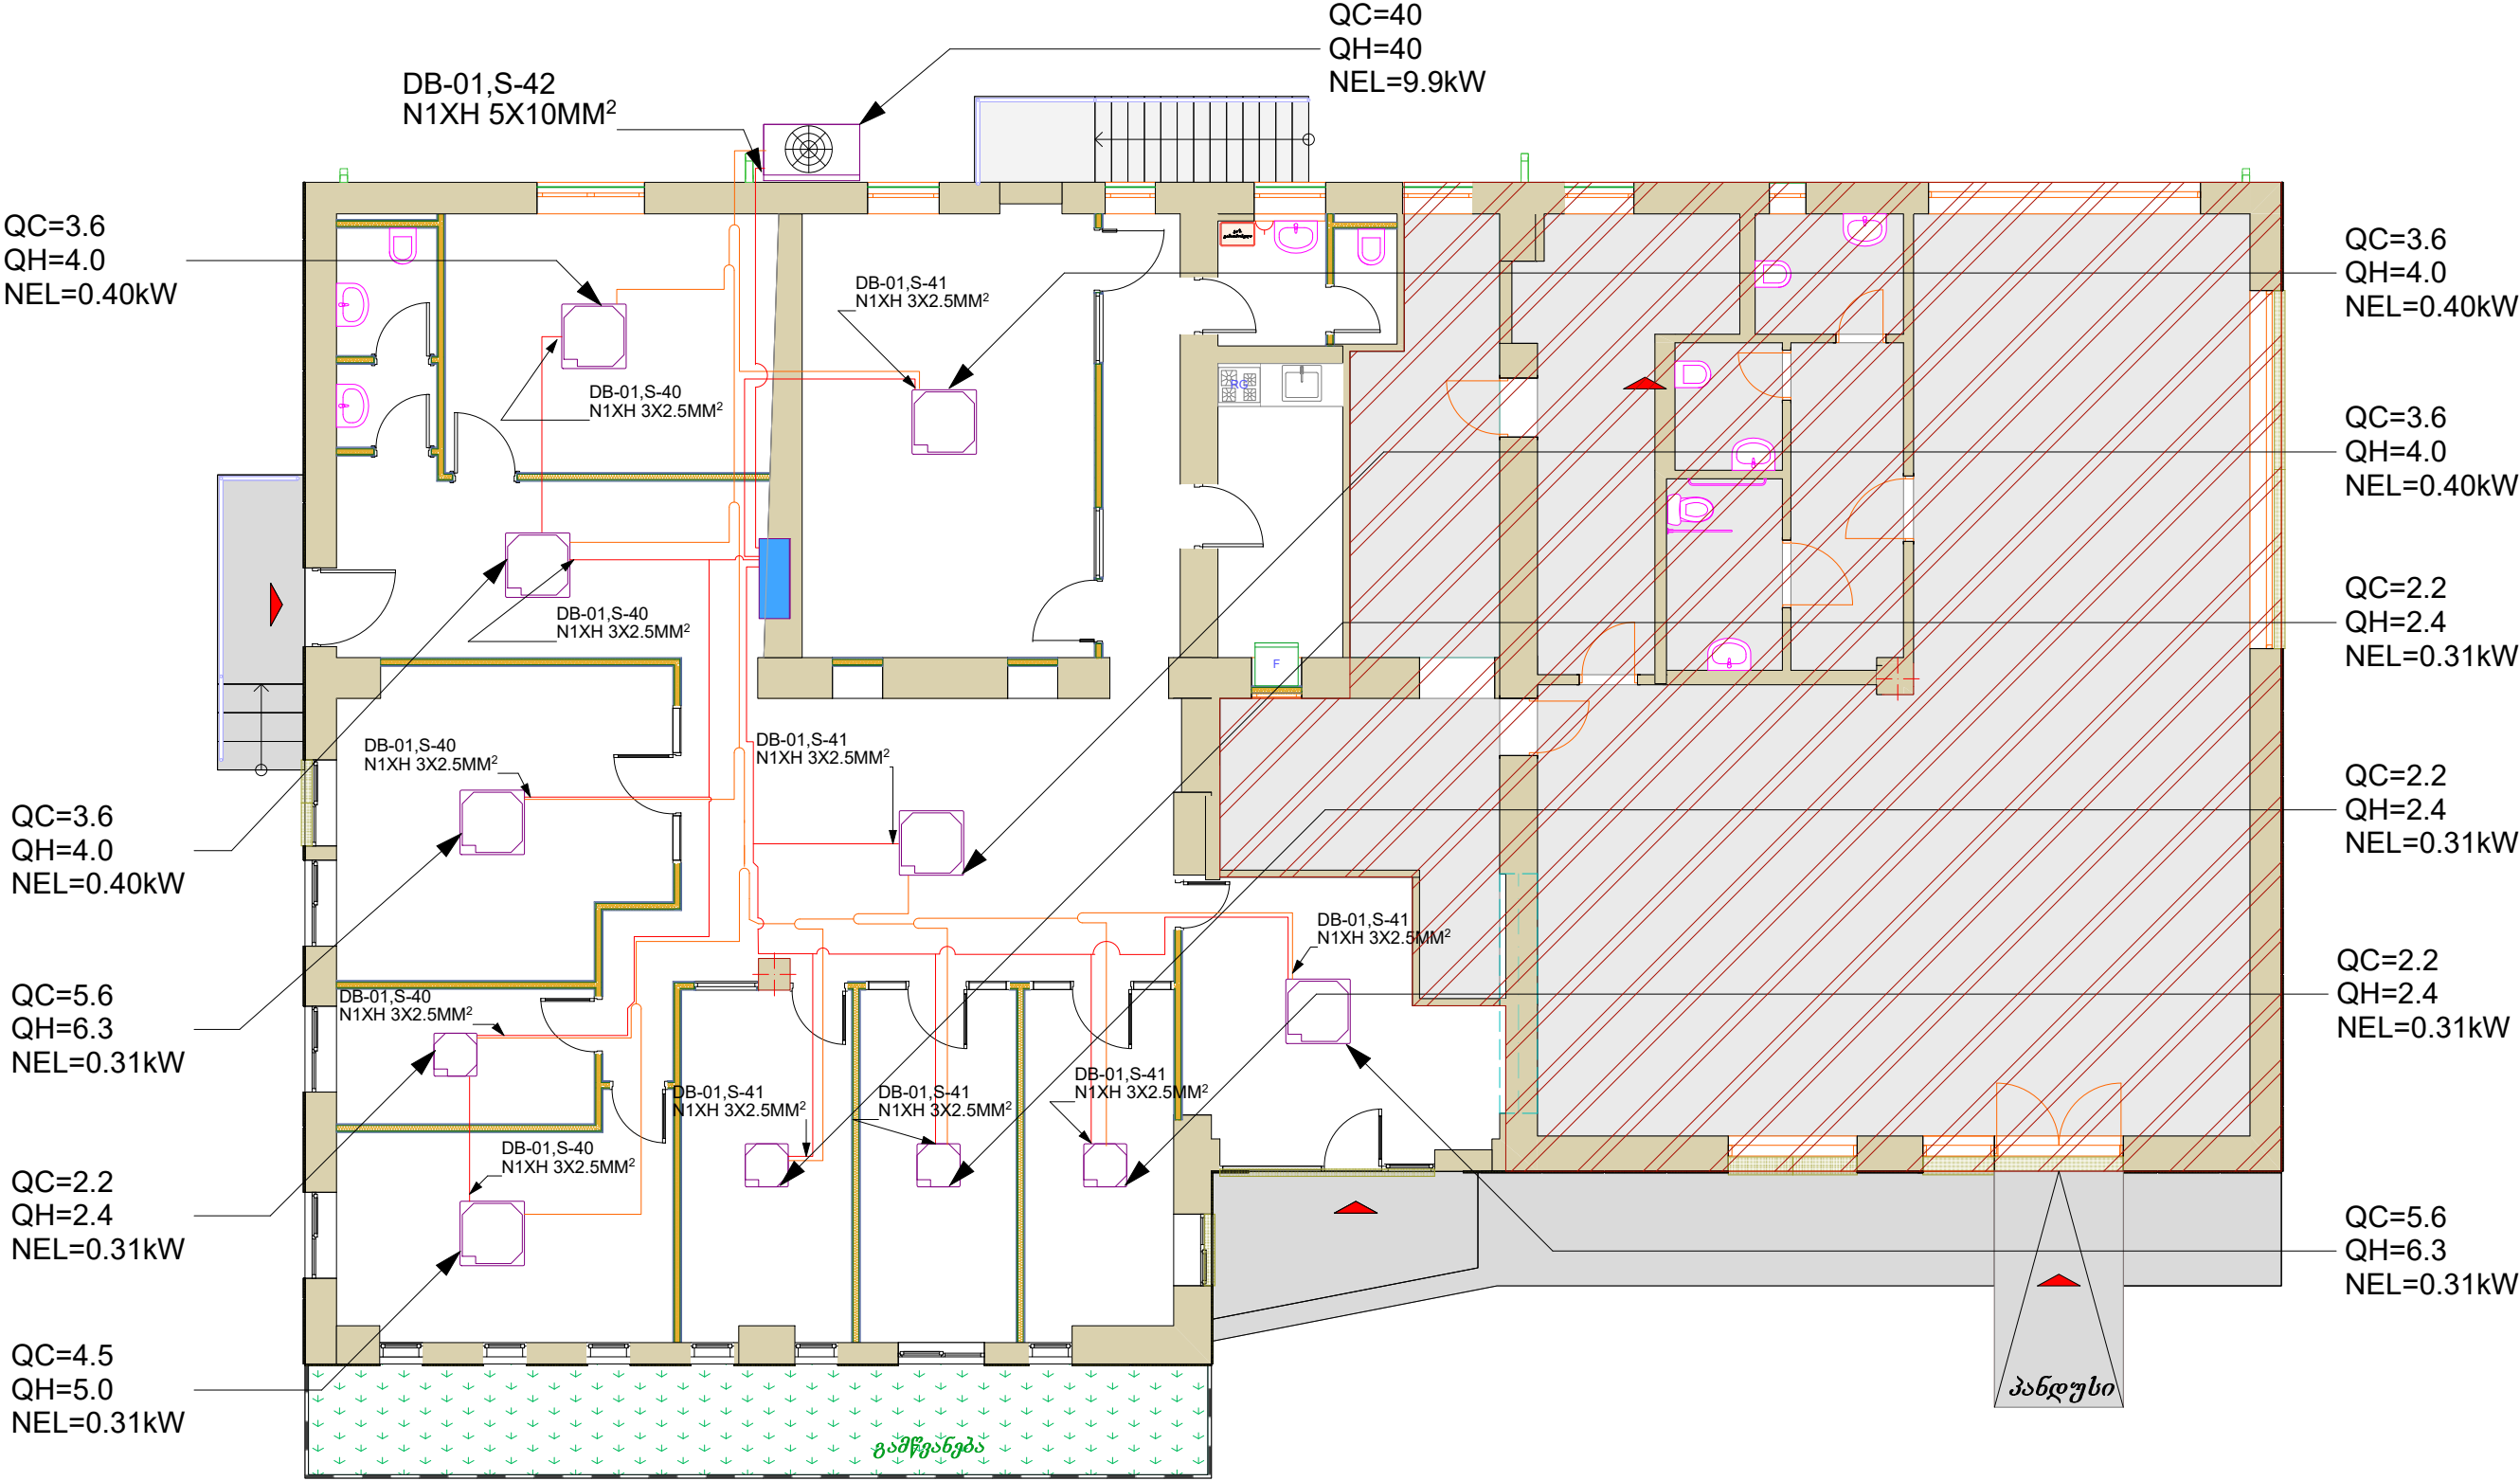 QC=40
QH=40
NEL=9.9kW
DB-01,S-42
N1XH 5X10MM²
QC=3.6
QH=4.0
NEL=0.40kW
QC=3.6
QH=4.0
NEL=0.40kW
DB-01,S-41
N1XH 3X2.5MM²
DB-01,S-40
N1XH 3X2.5MM²
RG
QC=3.6
QH=4.0
NEL=0.40kW
QC=2.2
QH=2.4
NEL=0.31kW
DB-01,S-40
N1XH 3X2.5MM²
F
DB-01,S-40
N1XH 3X2.5MM²
DB-01,S-41
N1XH 3X2.5MM²
QC=2.2
QH=2.4
NEL=0.31kW
QC=3.6
QH=4.0
NEL=0.40kW
DB-01,S-41
N1XH 3X2.5MM²
QC=2.2
QH=2.4
NEL=0.31kW
QC=5.6
QH=6.3
NEL=0.31kW
DB-01,S-40
N1XH 3X2.5MM²
DB-01,S-41
N1XH 3X2.5MM²
DB-01,S-41
N1XH 3X2.5MM²
DB-01,S-41
N1XH 3X2.5MM²
DB-01,S-40
N1XH 3X2.5MM²
QC=2.2
QH=2.4
NEL=0.31kW
QC=5.6
QH=6.3
NEL=0.31kW
QC=4.5
QH=5.0
NEL=0.31kW
პანდუსი
გამწვანება